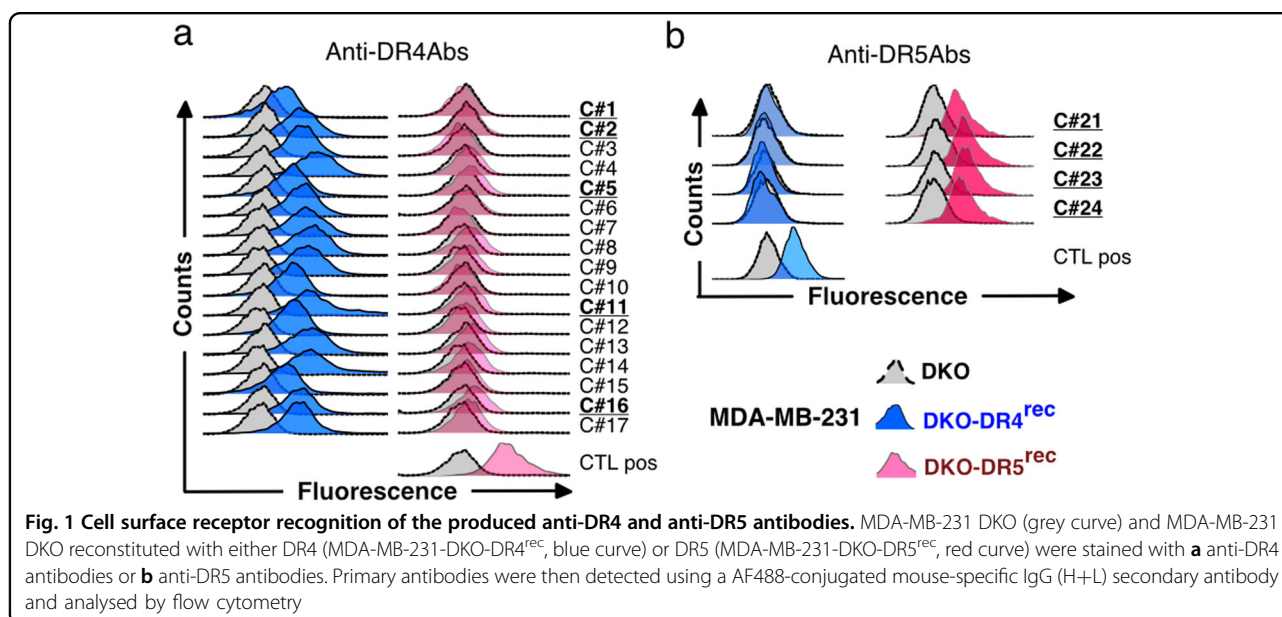 a
Anti-DR4Abs
Counts
C#1
C#2
C#3
C#4
C#5
C#6
C#7
C#8
C#9
C#10
C#11
C#12
C#13
C#14
C#15
C#16
C#17
CTL pos
Fluorescence
b
Anti-DR5Abs
Counts
C#21
C#22
C#23
C#24
CTL pos
Fluorescence
DKO
MDA-MB-231
DKO-DR4rec
DKO-DR5rec
Fig. 1 Cell surface receptor recognition of the produced anti-DR4 and anti-DR5 antibodies. MDA-MB-231 DKO (grey curve) and MDA-MB-231
DKO reconstituted with either DR4 (MDA-MB-231-DKO-DR4rec, blue curve) or DR5 (MDA-MB-231-DKO-DR5rec, red curve) were stained with a anti-DR4
antibodies or b anti-DR5 antibodies. Primary antibodies were then detected using a AF488-conjugated mouse-specific IgG (H+L) secondary antibody
and analysed by flow cytometry